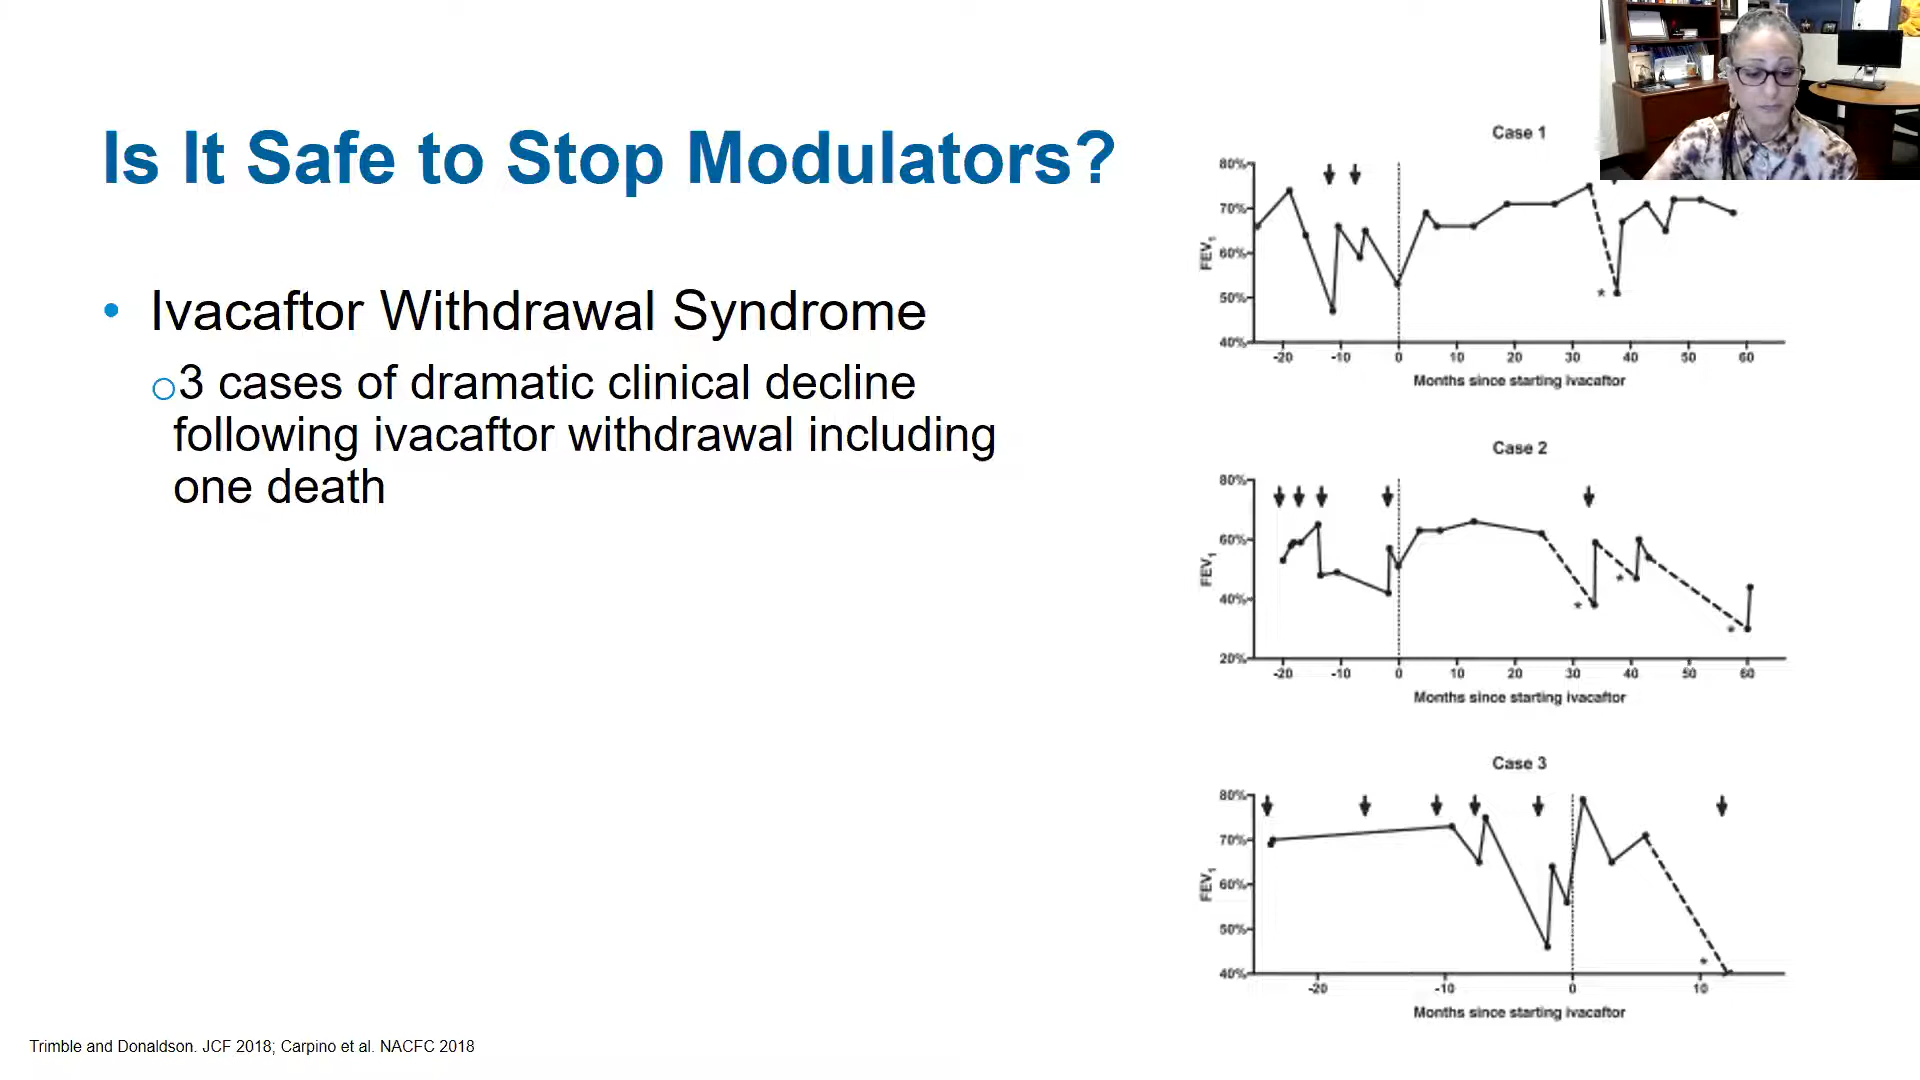 Is It Safe to Stop Modulators?
• Ivacaftor Withdrawal Syndrome
o3 cases of dramatic clinical decline
following ivacaftor withdrawal including
one death
Trimble and Donaldson. JCF 2018; Carpino et al. NACFC 2018
Case 1
80%
70%
60%
50%
40%
FEV1
-20 -10 0 10 20 30 40 50 60
Months since starting ivacaftor
*
Case 2
80%
60%
40%
20%
FEV1
* * *
-20 -10 0 10 20 30 40 50 60
Months since starting ivacaftor
Case 3
80%
70%
60%
50%
40%
FEV1
*
-20 -10 0 10
Months since starting ivacaftor